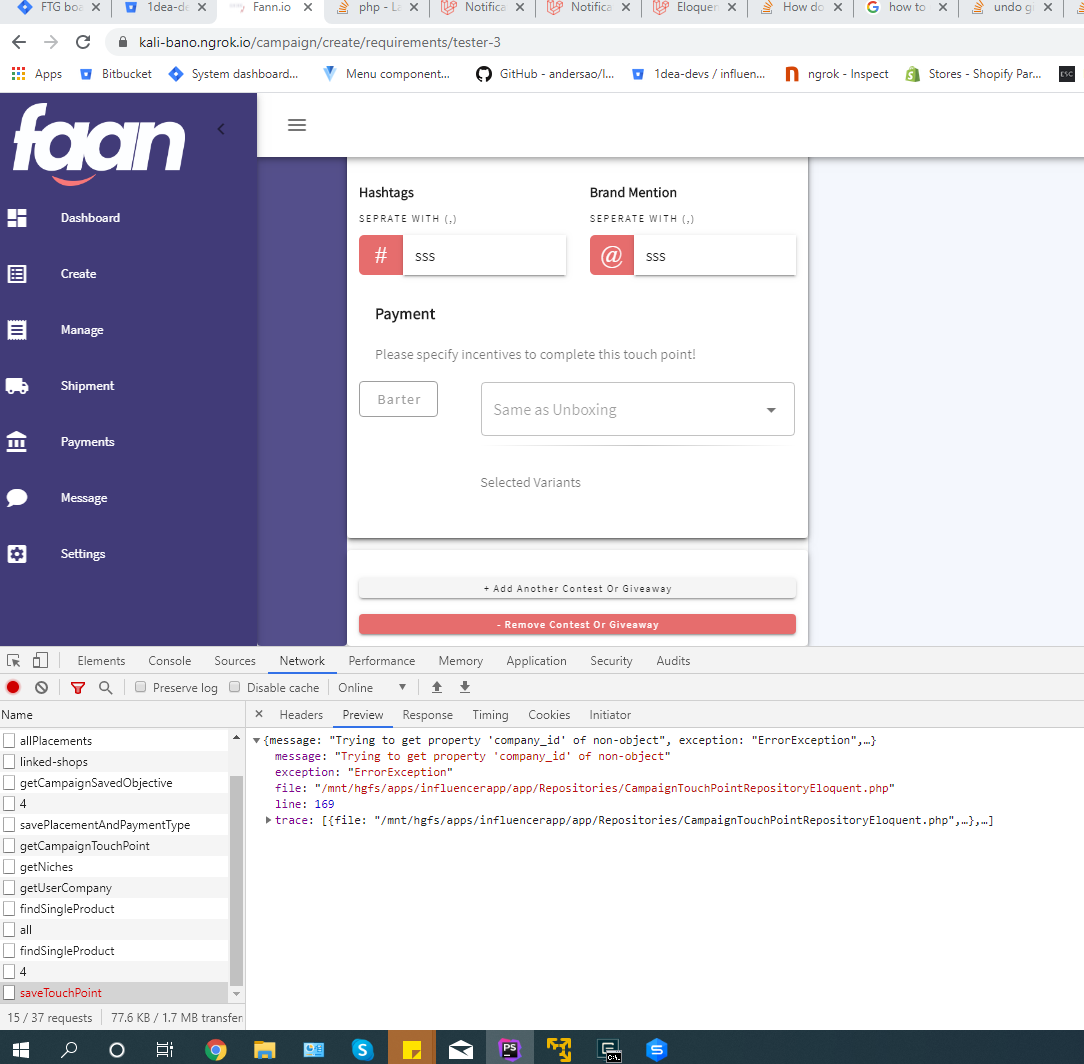 FTG boa
1dea-de
Fann.io
php - La
Notifica
Notifica
Eloquen
How do
how to
undo gi
kali-bano.ngrok.io/campaign/create/requirements/tester-3
Apps
Bitbucket
System dashboard...
Menu component...
GitHub - andersao/l...
1dea-devs / influen...
ngrok - Inspect
Stores - Shopify Par...
ESC
faan
Dashboard
Create
Manage
Shipment
Payments
Message
Settings
Hashtags
Brand Mention
SEPRATE WITH (,)
SEPERATE WITH (,)
# sss
@ sss
Payment
Please specify incentives to complete this touch point!
Barter
Same as Unboxing
Selected Variants
+ Add Another Contest Or Giveaway
- Remove Contest Or Giveaway
Elements Console Sources Network Performance Memory Application Security Audits
Preserve log Disable cache Online
Name
Headers Preview Response Timing Cookies Initiator
allPlacements
linked-shops
getCampaignSavedObjective
4
savePlacementAndPaymentType
getCampaignTouchPoint
getNiches
getUserCompany
findSingleProduct
all
findSingleProduct
4
saveTouchPoint
{message: "Trying to get property 'company_id' of non-object", exception: "ErrorException",…}
message: "Trying to get property 'company_id' of non-object"
exception: "ErrorException"
file: "/mnt/hgfs/apps/influencerapp/app/Repositories/CampaignTouchPointRepositoryEloquent.php"
line: 169
trace: [{file: "/mnt/hgfs/apps/influencerapp/app/Repositories/CampaignTouchPointRepositoryEloquent.php",…},…]
15 / 37 requests 77.6 KB / 1.7 MB transfer
PS
C:\.